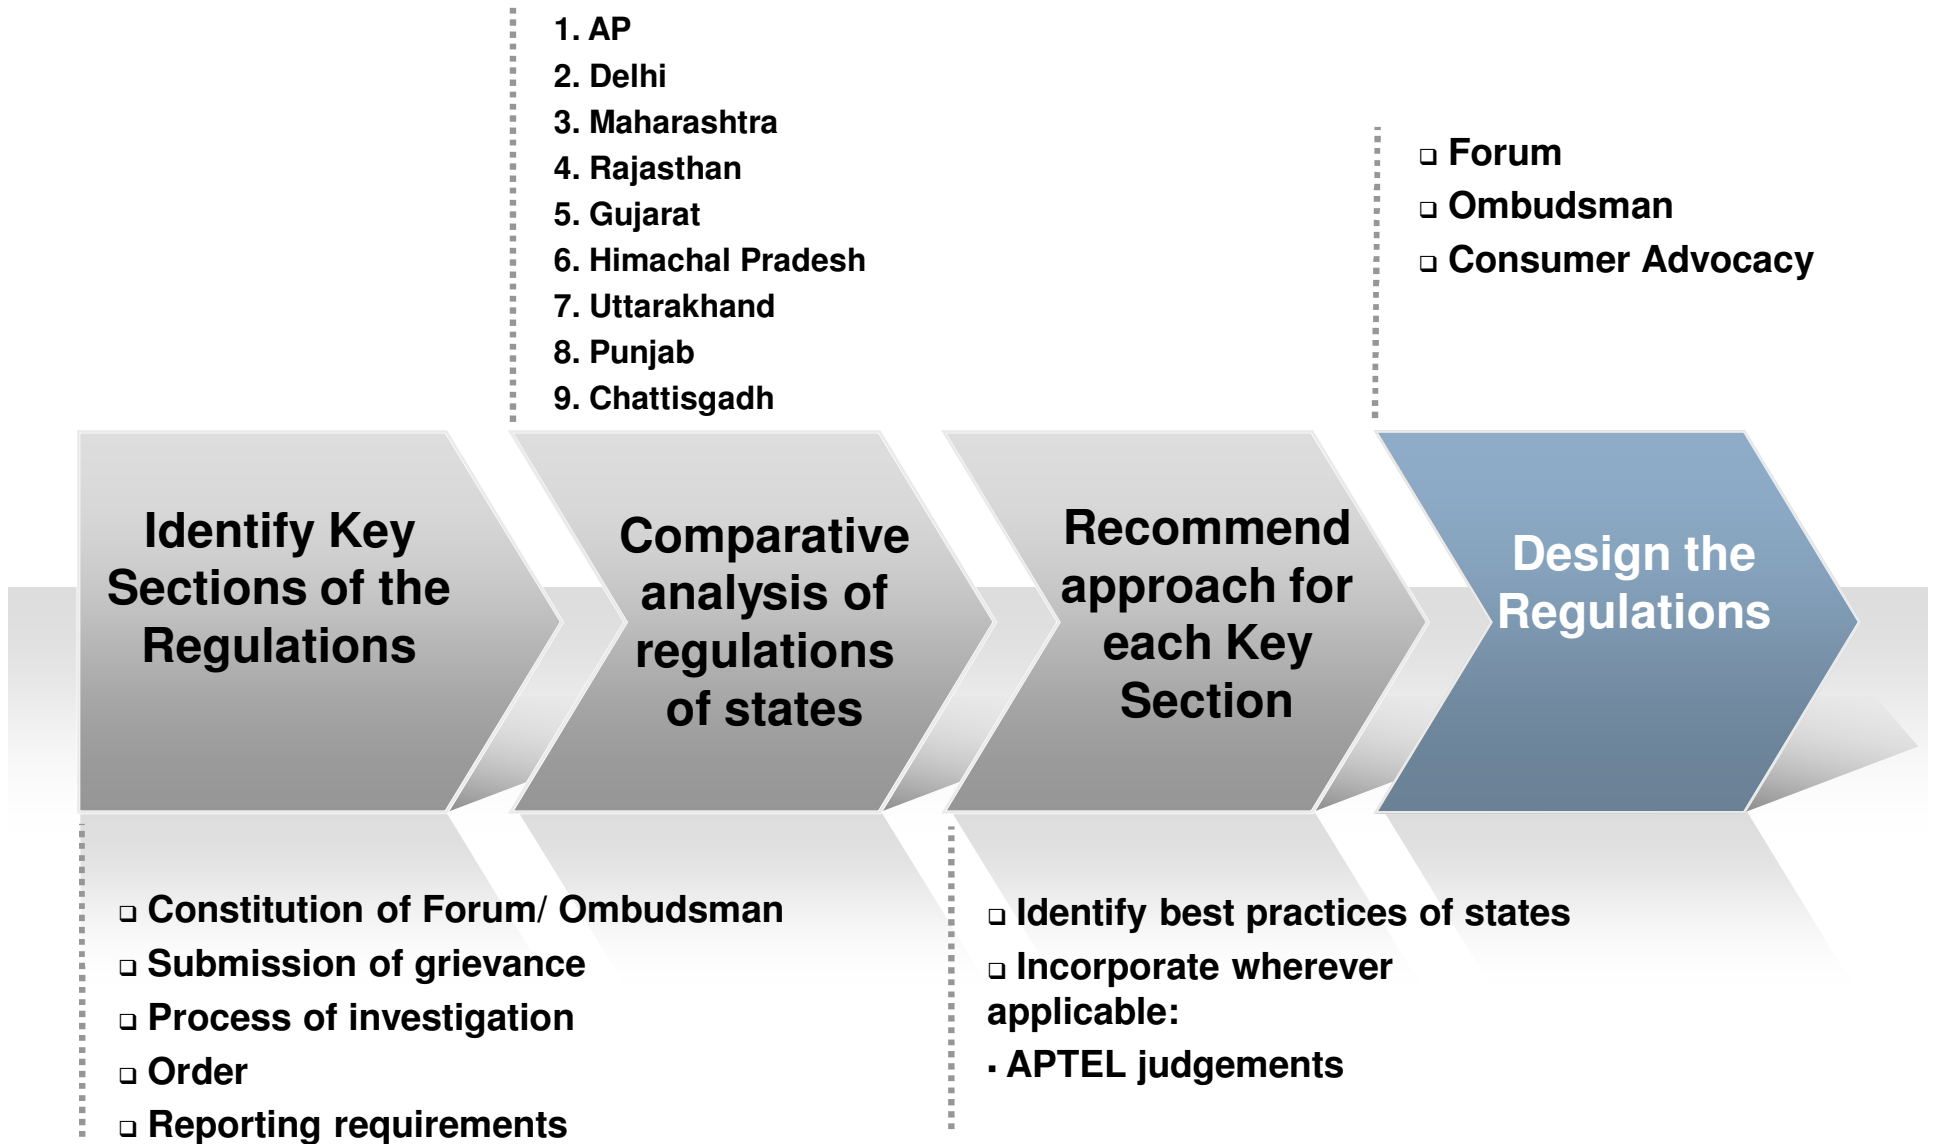 1. AP
2. Delhi
3. Maharashtra
4. Rajasthan
5. Gujarat
6. Himachal Pradesh
7. Uttarakhand
8. Punjab
9. Chattisgadh
❑ Forum
❑ Ombudsman
❑ Consumer Advocacy
Identify Key
Sections of the
Regulations
Comparative
analysis of
regulations
of states
Recommend
approach for
each Key
Section
Design the
Regulations
❑ Constitution of Forum/ Ombudsman
❑ Submission of grievance
❑ Process of investigation
❑ Order
❑ Reporting requirements
❑ Identify best practices of states
❑ Incorporate wherever
applicable:
▪ APTEL judgements